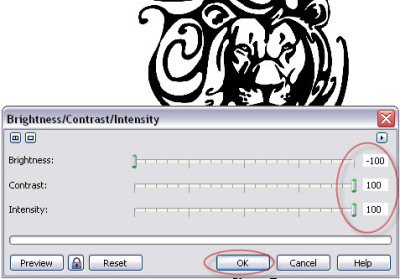 Brightness/Contrast/Intensity
Brightness: -100
Contrast: 100
Intensity: 100
Preview Reset OK Cancel Help